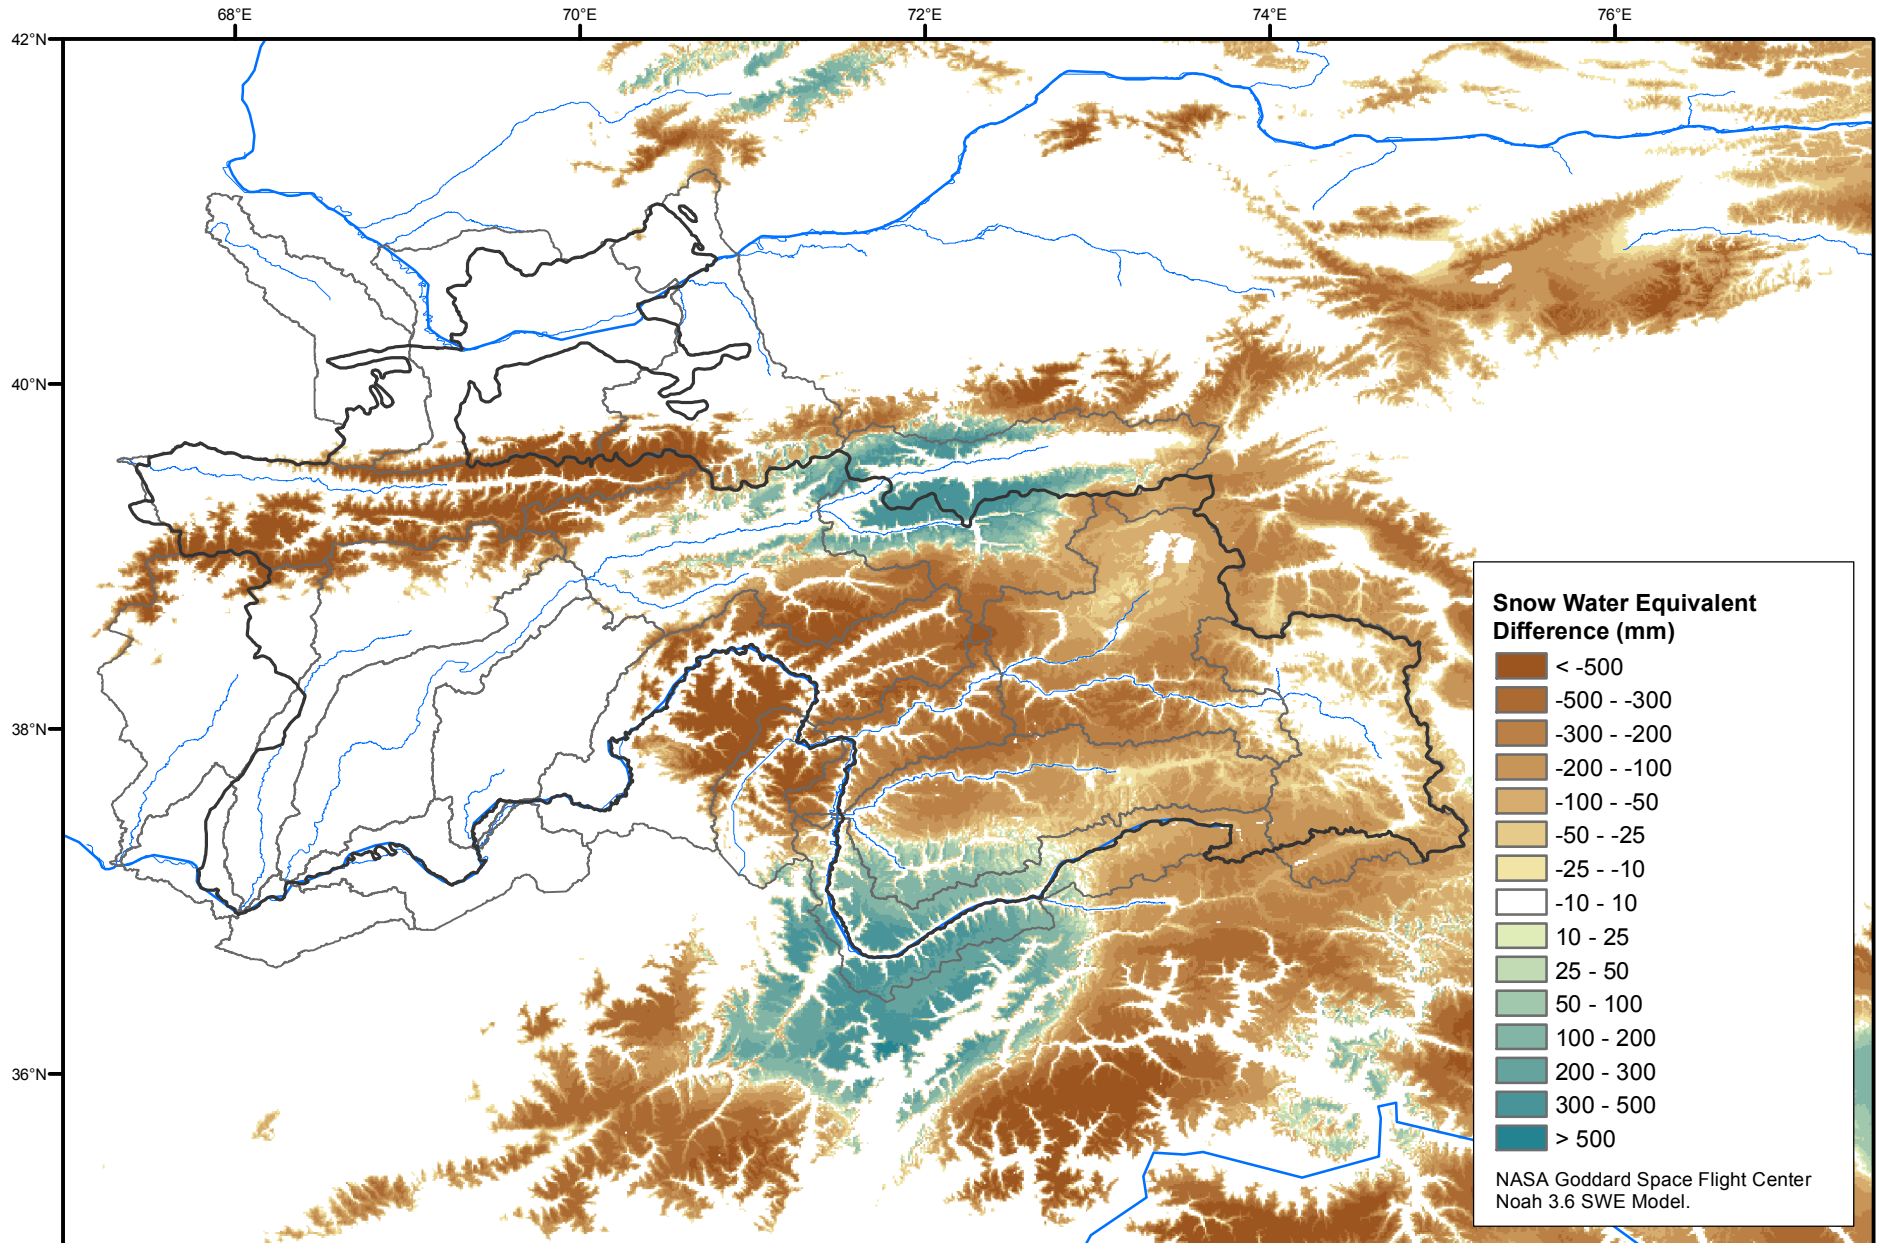 68°E
70°E
72°E
74°E
76°E
42°N
40°N
38°N
36°N
Snow Water Equivalent
Difference (mm)
< -500
-500 - -300
-300 - -200
-200 - -100
-100 - -50
-50 - -25
-25 - -10
-10 - 10
10 - 25
25 - 50
50 - 100
100 - 200
200 - 300
300 - 500
> 500
NASA Goddard Space Flight Center
Noah 3.6 SWE Model.